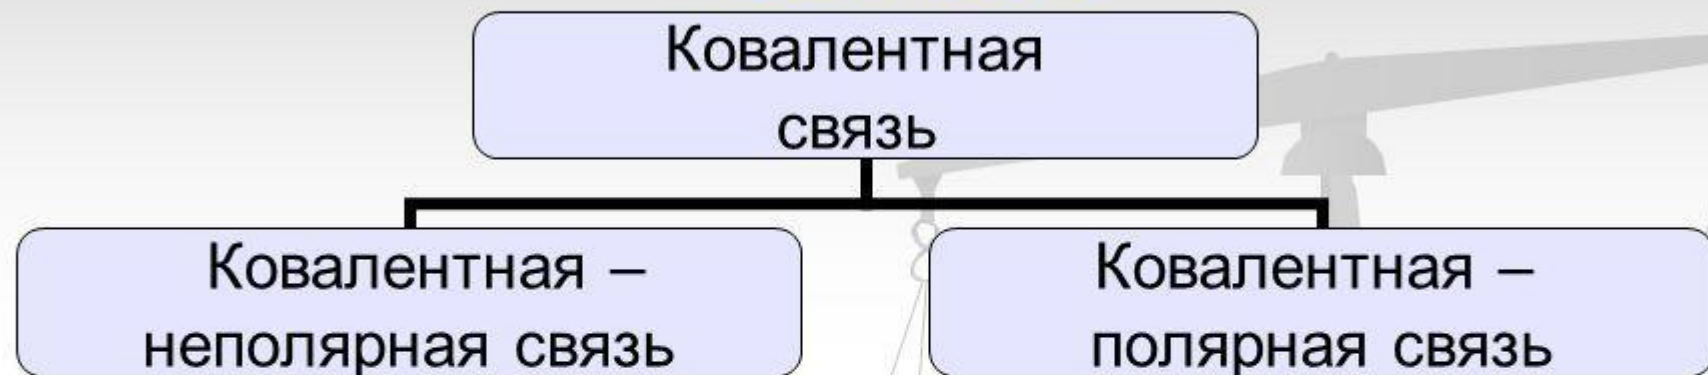 Ковалентная
связь
Ковалентная –
неполярная связь
Ковалентная –
полярная связь